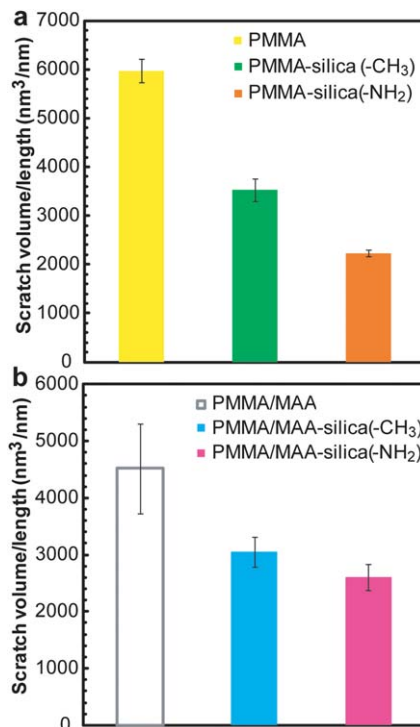 a
7000
6000
5000
4000
3000
2000
1000
0
Scratch volume/length (nm³/nm)
PMMA
PMMA-silica (-CH₃)
PMMA-silica(-NH₂)
b
6000
5000
4000
3000
2000
1000
0
Scratch volume/length (nm³/nm)
PMMA/MAA
PMMA/MAA-silica(-CH₃)
PMMA/MAA-silica(-NH₂)